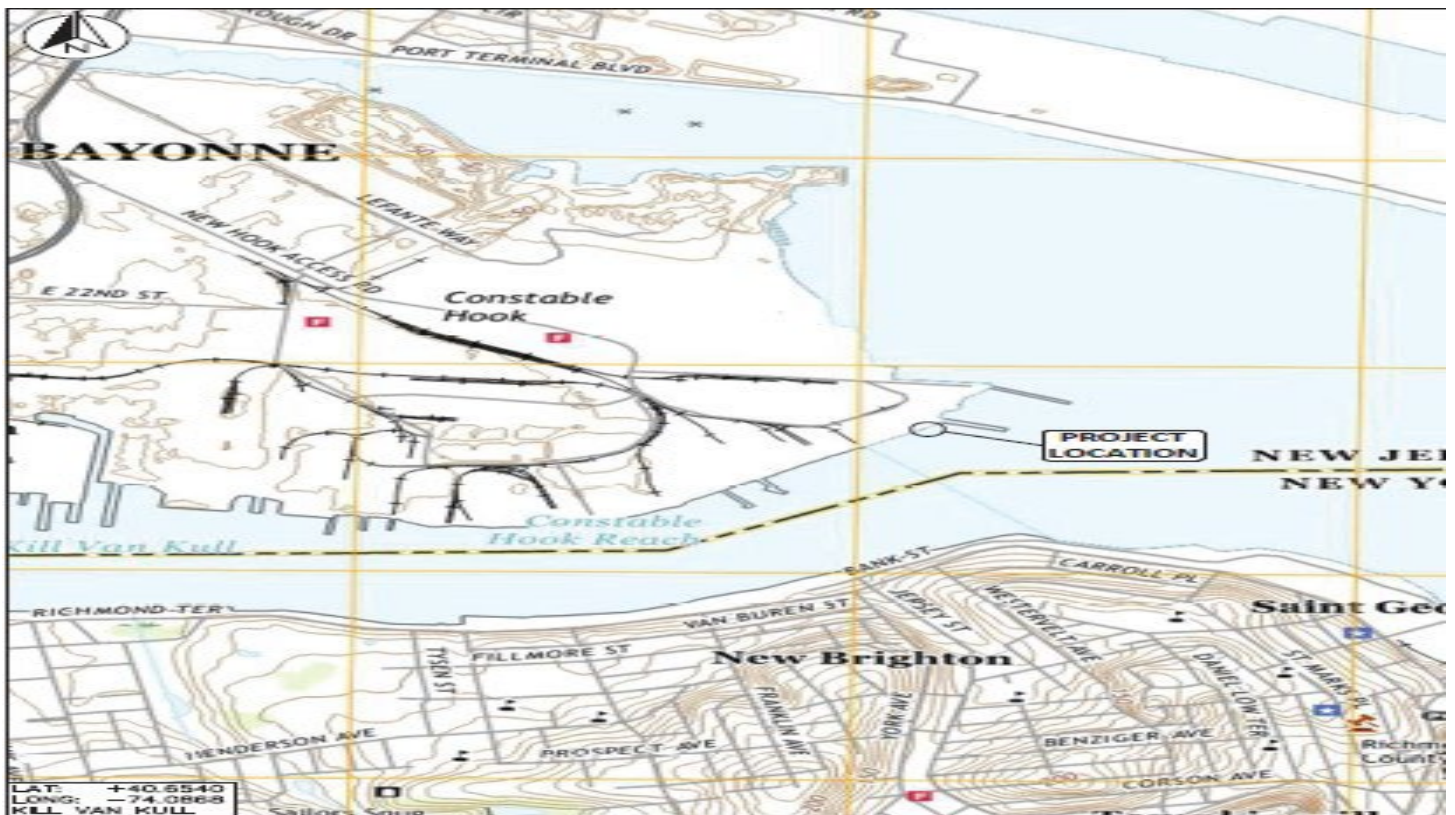 N
PORT TERMINAL BLVD
BAYONNE
LEFANTE WAY
NEW HOOK ACCESS RD
E 22ND ST
Constable
Hook
F
F
50
PROJECT
LOCATION
NEW JE
NEW Y
Constable
Hook Reach
Kill Van Kull
BANK ST
CARROLL PL
RICHMOND TER
VAN BUREN ST
JERSEY ST
WESTERVELT AVE
Saint Geo
TYSEN ST
FILLMORE ST
New Brighton
DANIEL LOW TER
ST MARKS PL
FRANKLIN AVE
YORK AVE
HENDERSON AVE
PROSPECT AVE
BENZIGER AVE
Richm
County
CORSON AVE
200
F
LAT: +40.6540
LONG: -74.0868
KILL VAN KULL